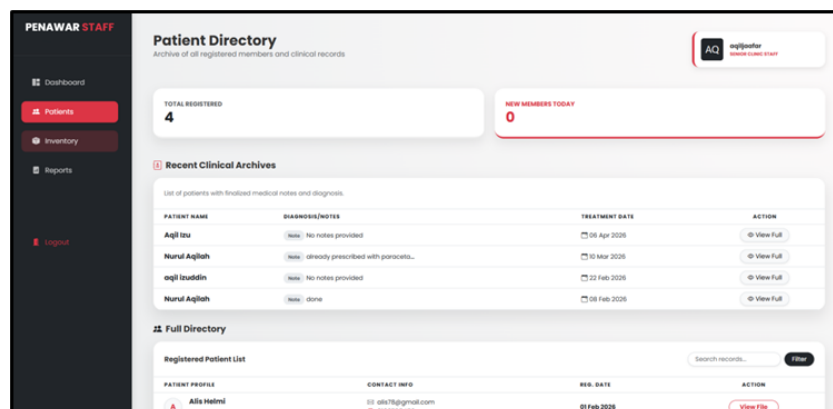 PENAWAR STAFF
Dashboard
Patients
Inventory
Reports
Logout
Patient Directory
Archive of all registered members and clinical records
AQ
aqiljaafar
SENIOR CLINIC STAFF
TOTAL REGISTERED
4
NEW MEMBERS TODAY
0
Recent Clinical Archives
List of patients with finalized medical notes and diagnosis.
PATIENT NAME DIAGNOSIS/NOTES TREATMENT DATE ACTION
Aqil Izu Note No notes provided 06 Apr 2026 View Full
Nurul Aqilah Note already prescribed with paraceta... 10 Mar 2026 View Full
aqil izuddin Note No notes provided 22 Feb 2026 View Full
Nurul Aqilah Note done 08 Feb 2026 View Full
Full Directory
Registered Patient List
Search records...
Filter
PATIENT PROFILE CONTACT INFO REG. DATE ACTION
A Alis Helmi alis78@gmail.com 01 Feb 2026 View File